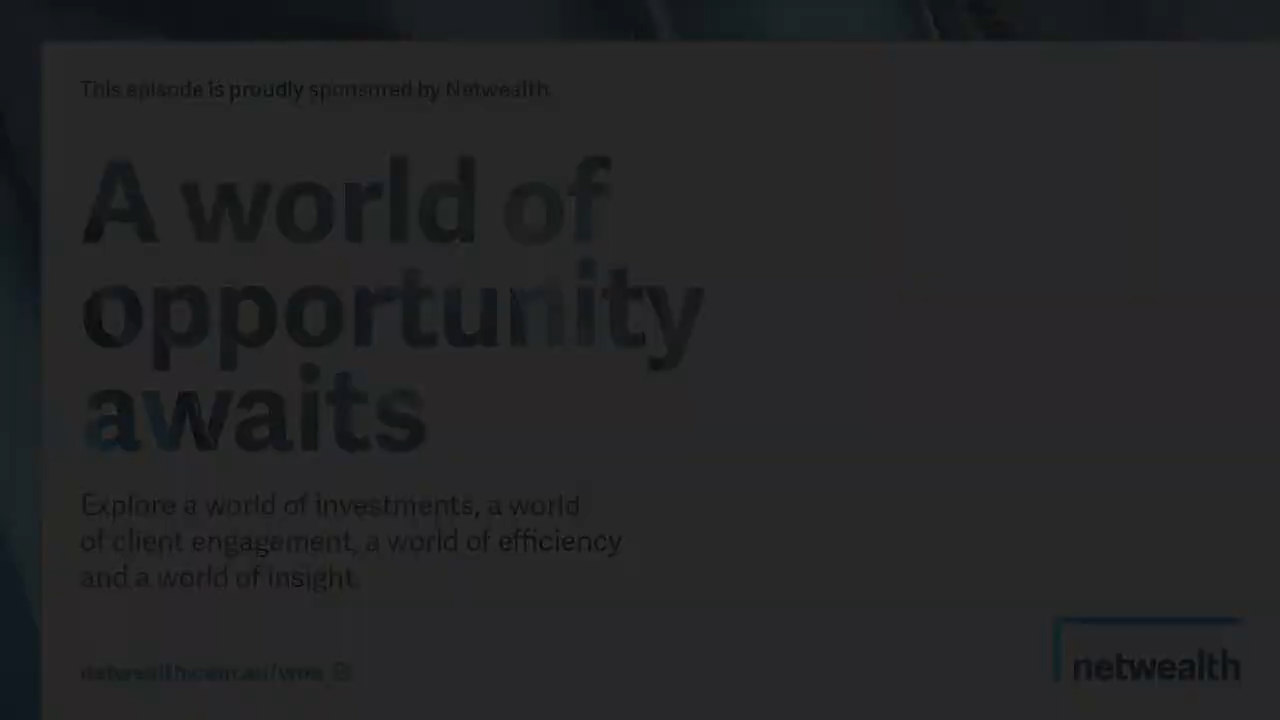 This episode is proudly sponsored by Netwealth
A world of
opportunity
awaits
Explore a world of investments, a world
of client engagement, a world of efficiency
and a world of insight.
netwealth